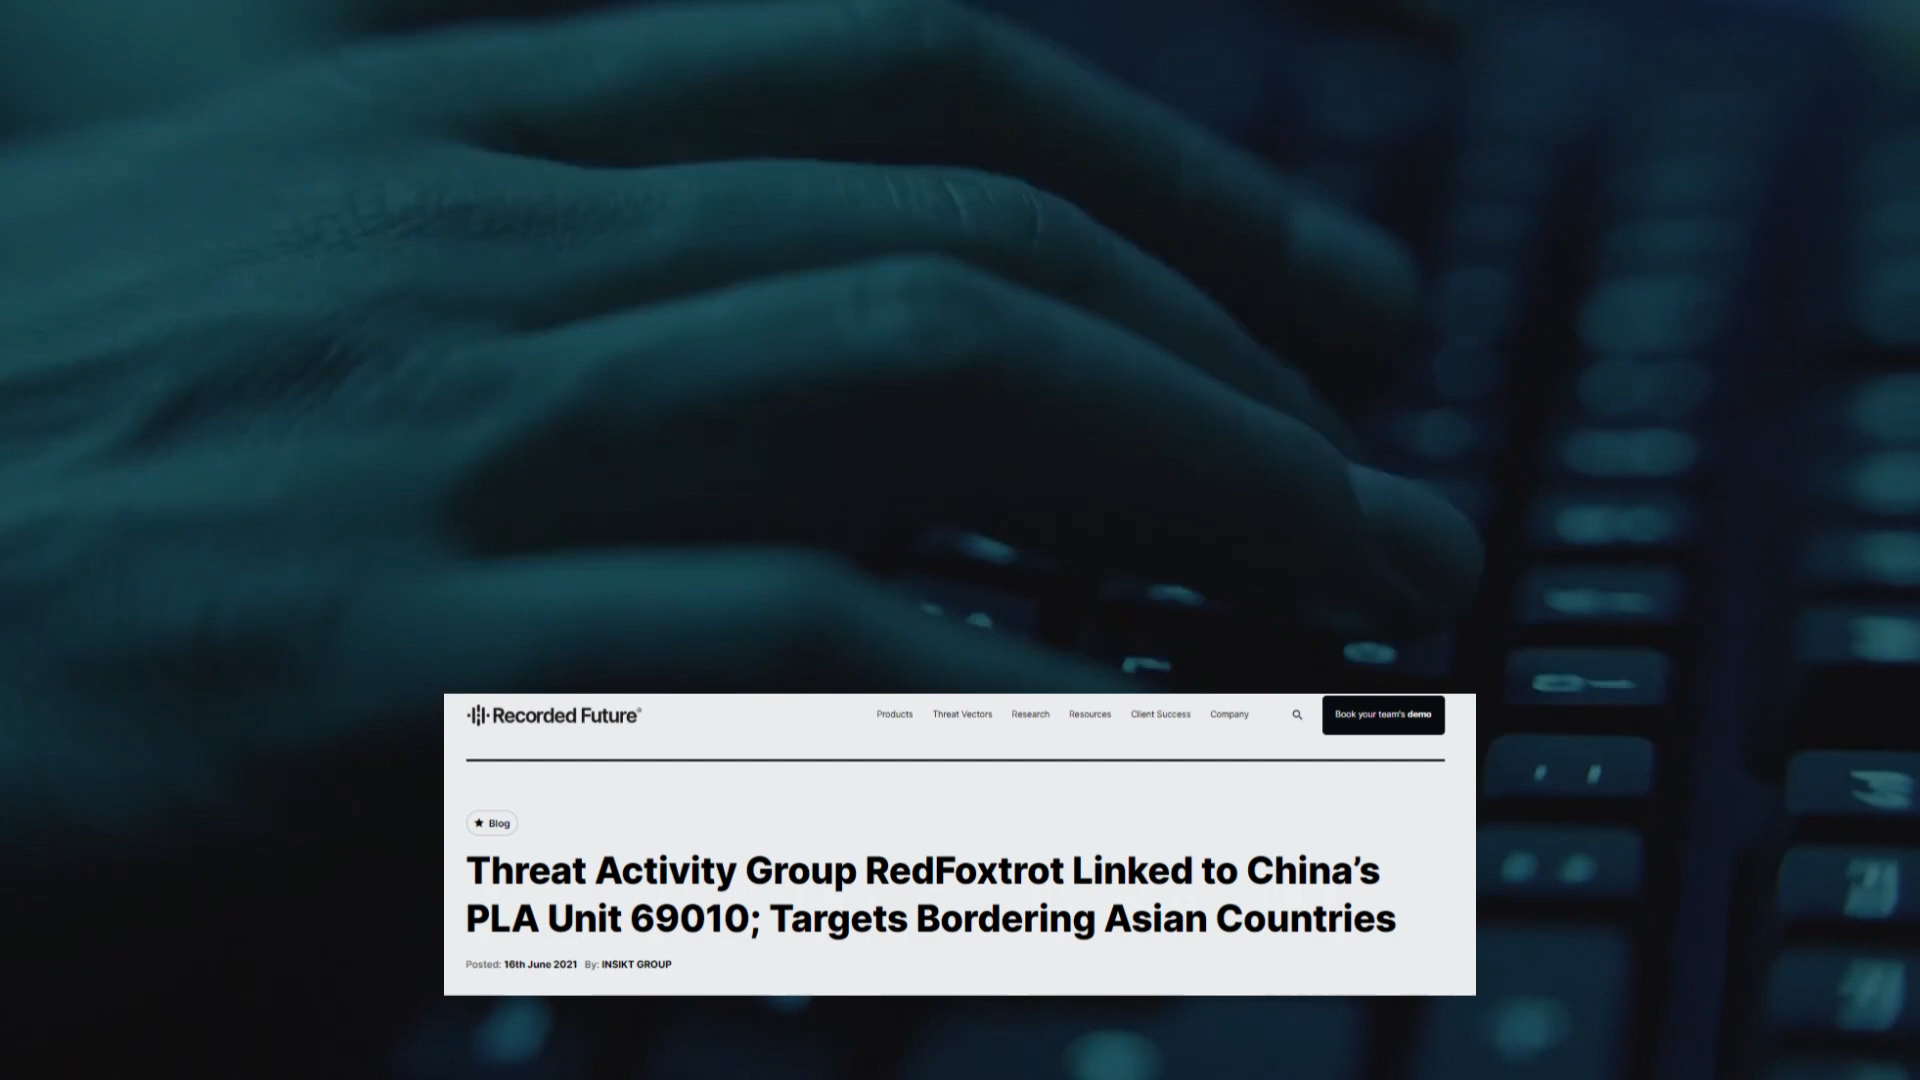 Recorded Future®
Products Threat Vectors Research Resources Client Success Company
Book your team's demo
★ Blog
Threat Activity Group RedFoxtrot Linked to China’s
PLA Unit 69010; Targets Bordering Asian Countries
Posted: 16th June 2021 By: INSIKT GROUP